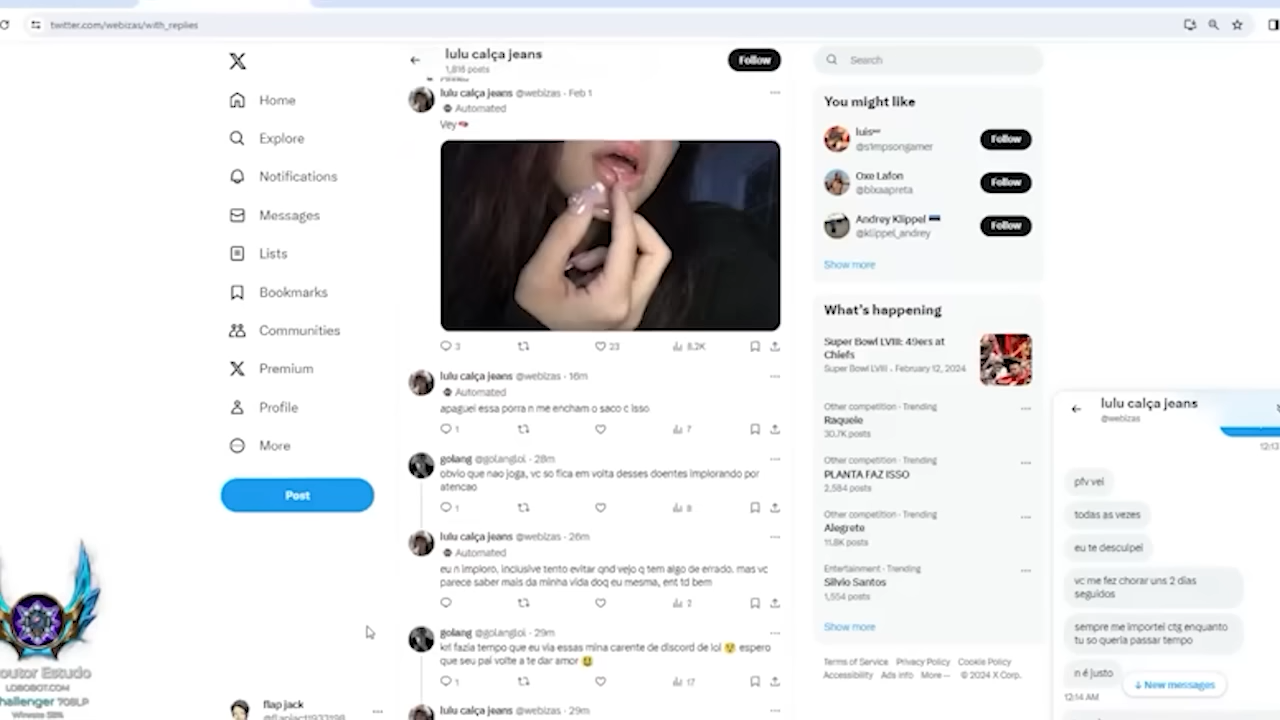 twitter.com/webizas/with_replies
Home
Explore
Notifications
Messages
Lists
Bookmarks
Communities
Premium
Profile
More
Post
flap jack
lulu calça jeans
1,816 posts
Follow
lulu calça jeans @webizas · Feb 1
Automated
Vey
3
23
8.2K
lulu calça jeans @webizas · 16m
Automated
apaguei essa porra n me encham o saco c isso
1
7
golang @golanglol · 28m
obvio que nao joga, vc so fica em volta desses doentes implorando por
atencao
1
8
lulu calça jeans @webizas · 26m
Automated
eu n imploro, inclusive tento evitar qnd vejo q tem algo de errado. mas vc
parece saber mais da minha vida doq eu mesma, ent td bem
2
golang @golanglol · 29m
krl fazia tempo que eu via essas mina carente de discord de lol 😲 espero
que seu pai volte a te dar amor
1
17
lulu calça jeans @webizas · 29m
Search
You might like
luis
@s1mpsongamer
Follow
Oxe Lafon
@bixaapreta
Follow
Andrey Klippel
@klippel_andrey
Follow
Show more
What's happening
Super Bowl LVIII: 49ers at
Chiefs
Super Bowl LVIII · February 12, 2024
Other competition · Trending
Raquele
30.7K posts
Other competition · Trending
PLANTA FAZ ISSO
2,584 posts
Other competition · Trending
Alegrete
11.8K posts
Entertainment · Trending
Silvio Santos
1,554 posts
Show more
Terms of Service Privacy Policy Cookie Policy
Accessibility Ads info More ··· © 2024 X Corp.
lulu calça jeans
@webizas
pfv vei
todas as vezes
eu te desculpei
vc me fez chorar uns 2 dias
seguidos
sempre me importei ctg enquanto
tu so queria passar tempo
n é justo
New messages
12:14 AM
outor Estudo
LOBOBOT.COM
hallenger 708LP